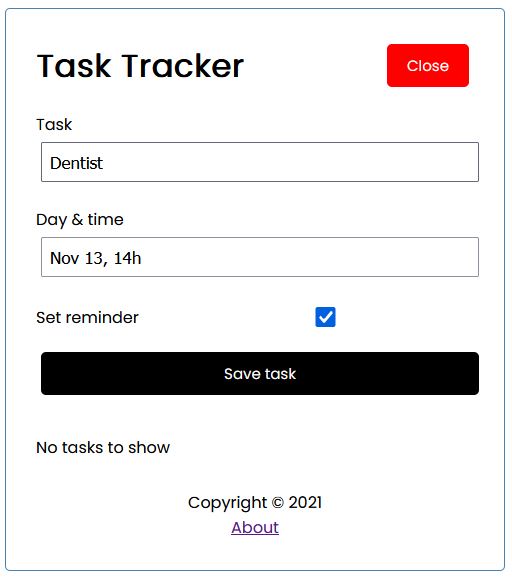 Task Tracker
Close
Task
Dentist
Day & time
Nov 13, 14h
Set reminder
Save task
No tasks to show
Copyright © 2021
About